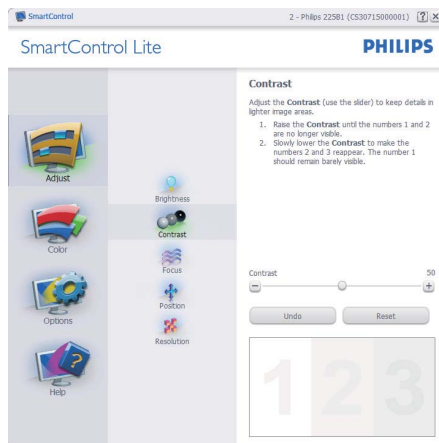 SmartControl
2 - Philips 225B1 (CS30715000001)
?
X
SmartControl Lite
PHILIPS
Adjust
Color
Options
Help
Brightness
Contrast
Focus
Position
Resolution
Contrast
Adjust the Contrast (use the slider) to keep details in
lighter image areas.
1. Raise the Contrast until the numbers 1 and 2
are no longer visible.
2. Slowly lower the Contrast to make the
numbers 2 and 3 reappear. The number 1
should remain barely visible.
Contrast 50
Undo Reset
1 2 3